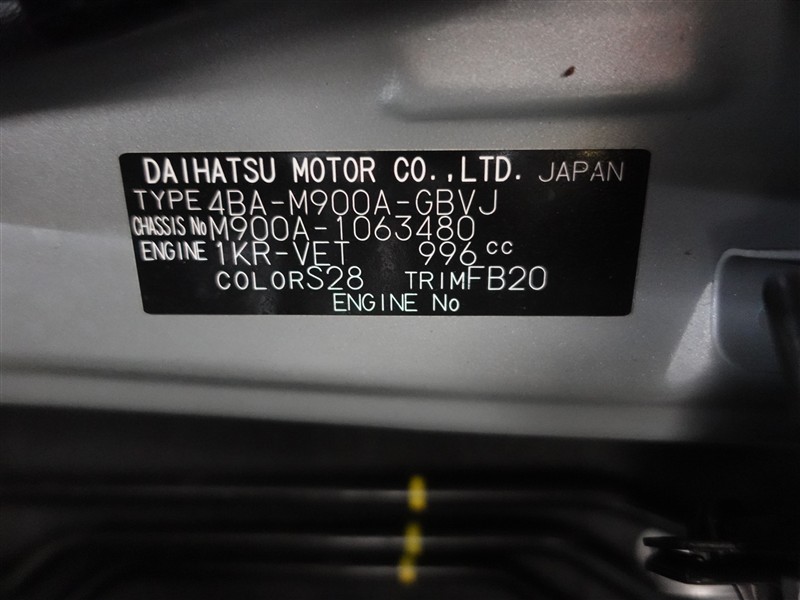 DAIHATSU MOTOR CO.,LTD. JAPAN
TYPE 4BA-M900A-GBVJ
CHASSIS No M900A-1063480
ENGINE 1KR-VET 996 cc
COLOR S28 TRIM FB20
ENGINE No